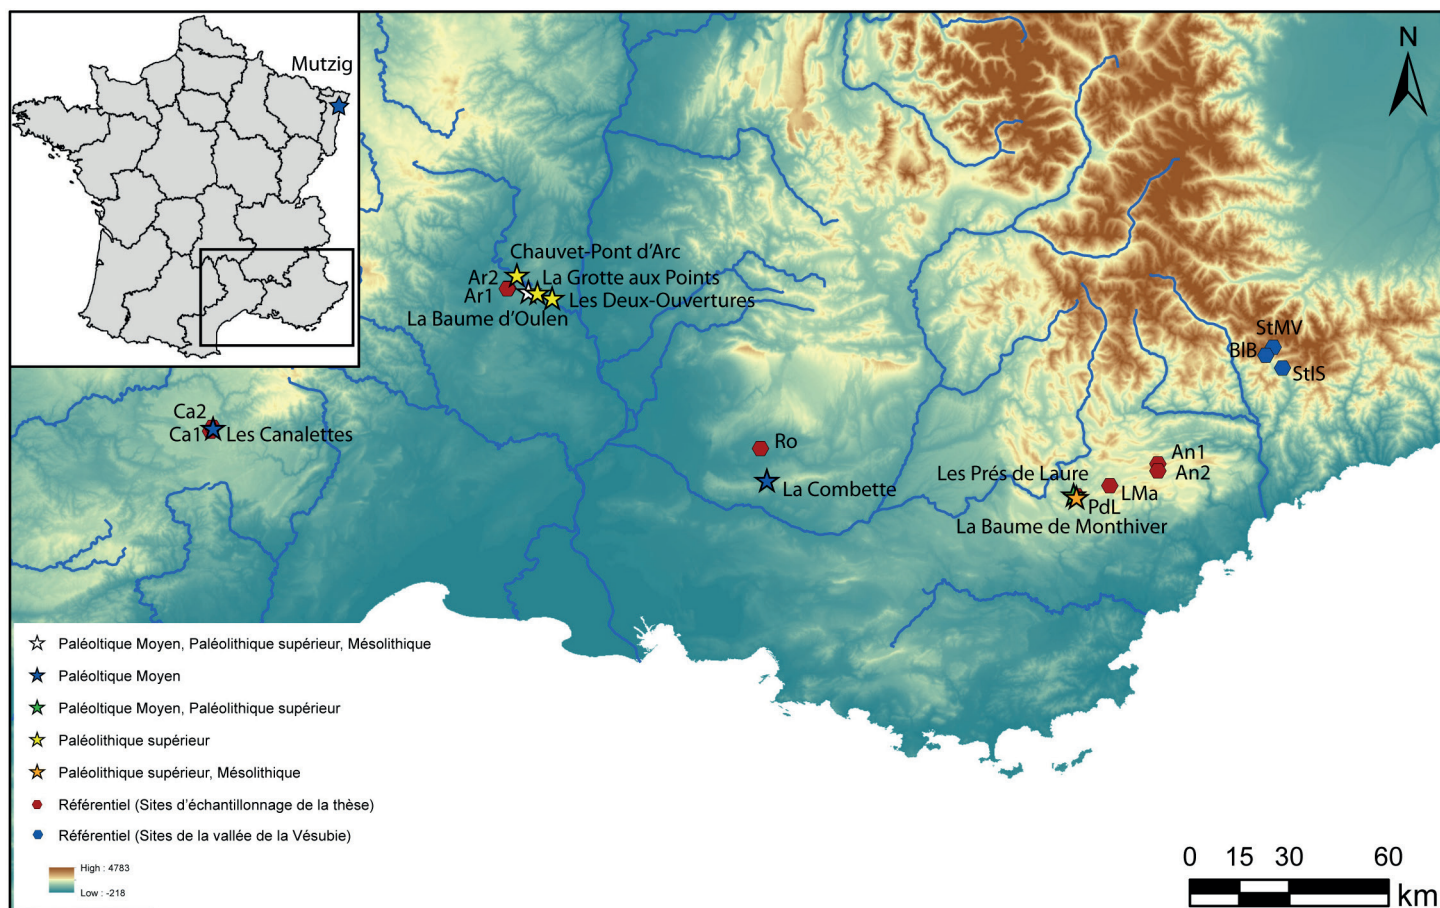 Mutzig
N
Chauvet-Pont d'Arc
Ar2
La Grotte aux Points
Ar1
Les Deux-Ouvertures
La Baume d'Oulen
StMV
BlB
StIS
Ca2
Ca1
Les Canalettes
Ro
La Combette
An1
An2
Les Prés de Laure
LMa
PdL
La Baume de Monthiver
Paléoltique Moyen, Paléolithique supérieur, Mésolithique
Paléoltique Moyen
Paléoltique Moyen, Paléolithique supérieur
Paléolithique supérieur
Paléolithique supérieur, Mésolithique
Référentiel (Sites d'échantillonnage de la thèse)
Référentiel (Sites de la vallée de la Vésubie)
High : 4783
Low : -218
0 15 30 60
km